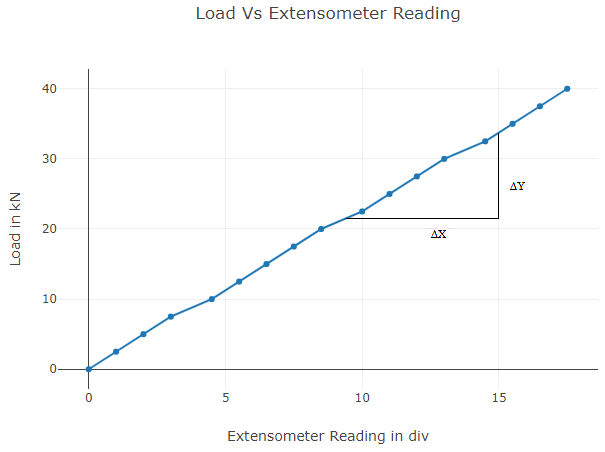 Load Vs Extensometer Reading
Load in kN
40
30
20
10
0
ΔY
ΔX
0 5 10 15
Extensometer Reading in div